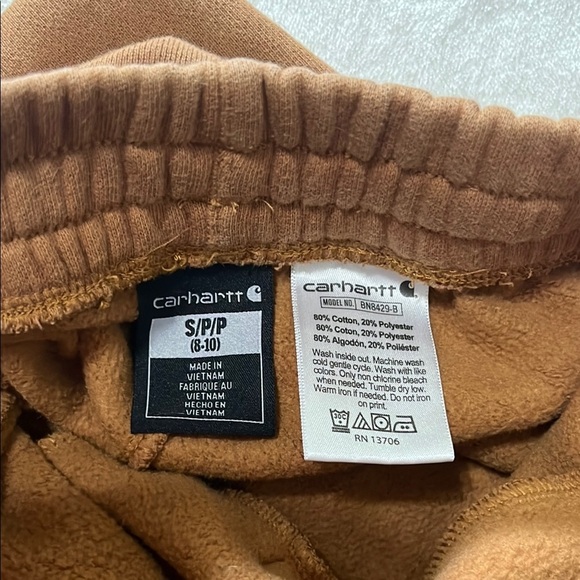 carhartt
S/P/P
(8-10)
MADE IN
VIETNAM
FABRIQUE AU
VIETNAM
HECHO EN
VIETNAM
carhartt
MODEL NO. BN8429-B
80% Cotton, 20% Polyester
80% Coton, 20% Polyester
80% Algodón, 20% Poliéster
Wash inside out. Machine wash
cold gentle cycle. Wash with like
colors. Only non chlorine bleach
when needed. Tumble dry low.
Warm iron if needed. Do not iron
on print.
30C
RN 13706